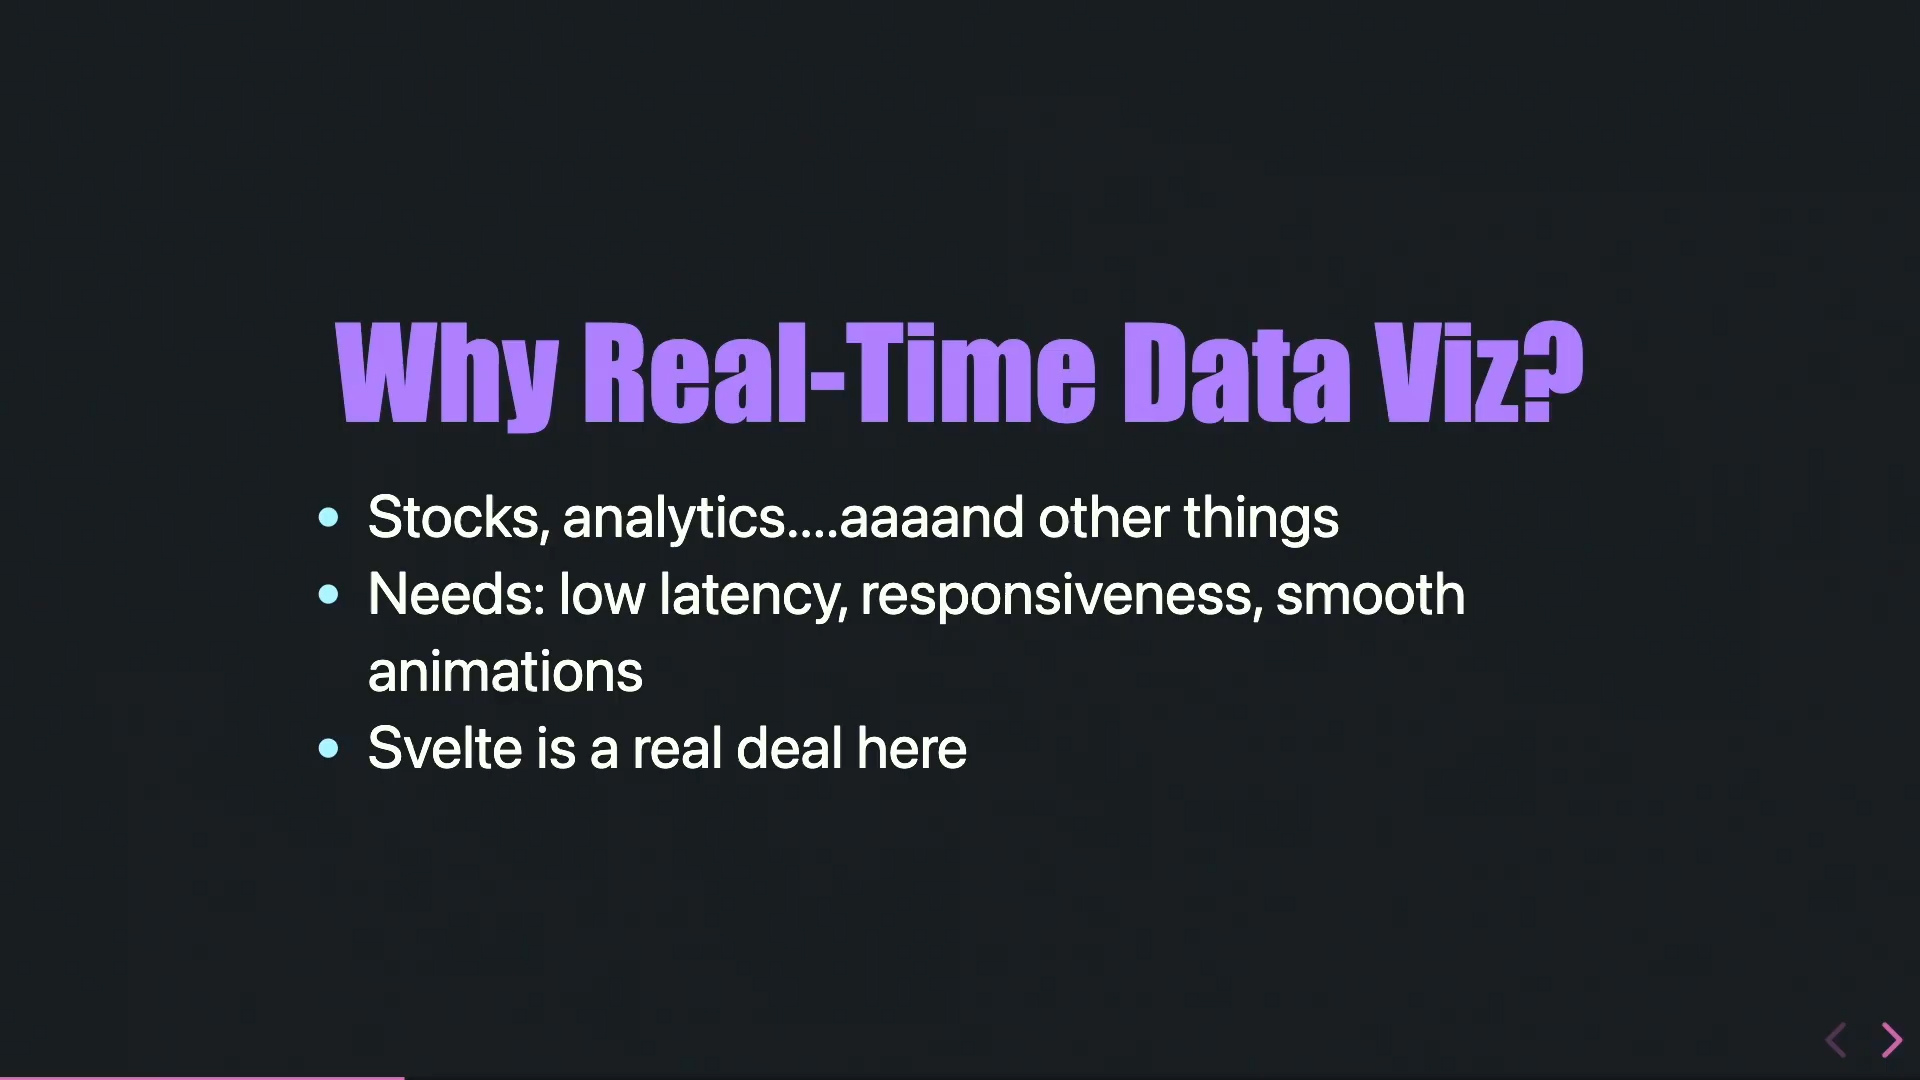 Why Real-Time Data Viz?
Stocks, analytics....aaaand other things
Needs: low latency, responsiveness, smooth
animations
Svelte is a real deal here